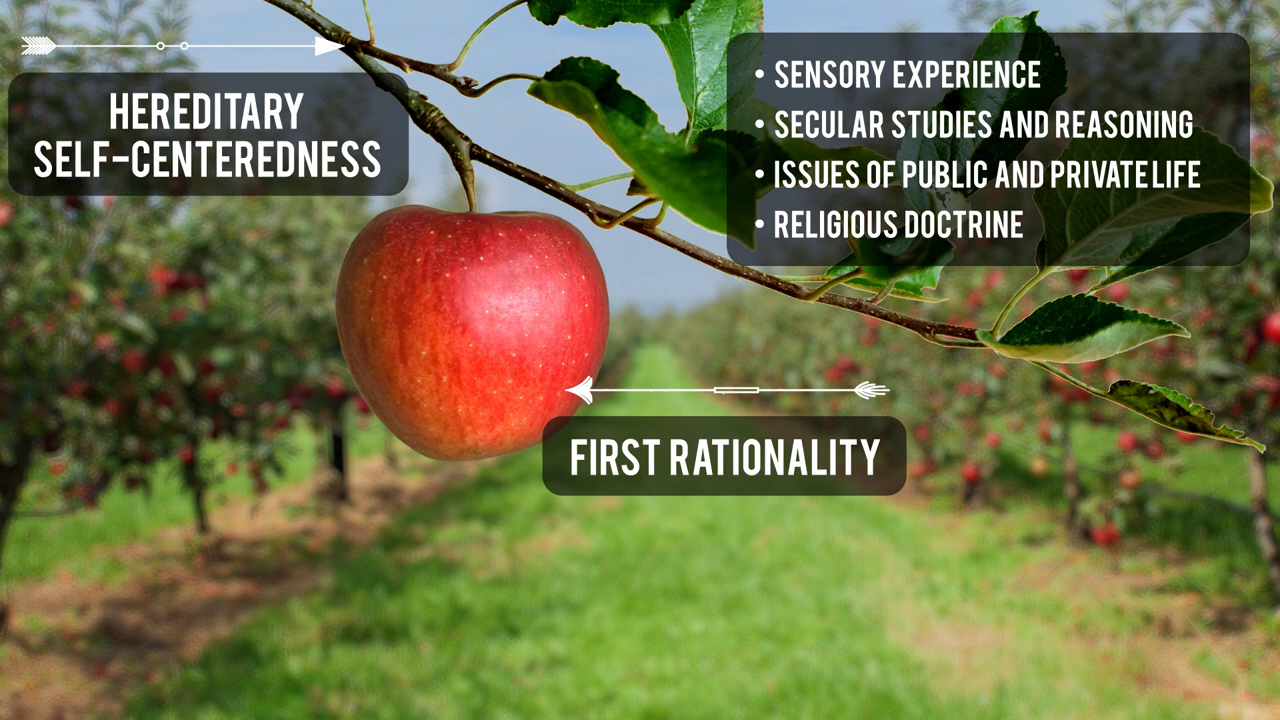 HEREDITARY
SELF-CENTEREDNESS
• SENSORY EXPERIENCE
• SECULAR STUDIES AND REASONING
• ISSUES OF PUBLIC AND PRIVATE LIFE
• RELIGIOUS DOCTRINE
FIRST RATIONALITY